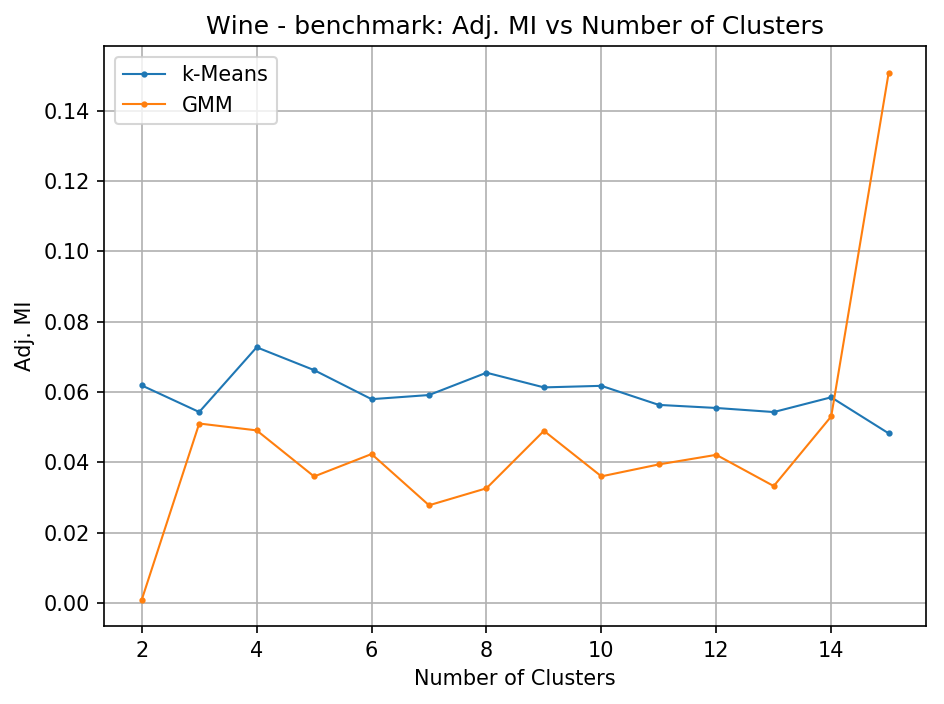 Wine - benchmark: Adj. MI vs Number of Clusters
k-Means
GMM
0.14
0.12
0.10
0.08
0.06
0.04
0.02
0.00
Adj. MI
2 4 6 8 10 12 14
Number of Clusters